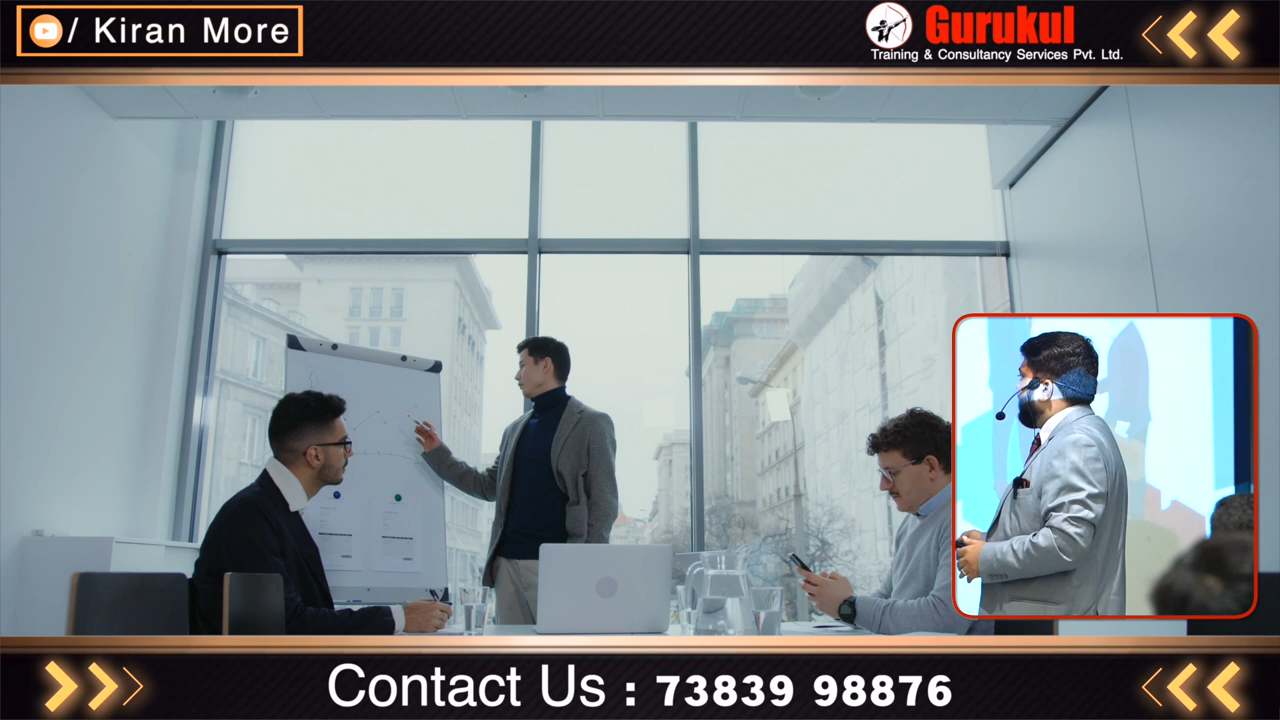 / Kiran More
Gurukul
Training & Consultancy Services Pvt. Ltd.
Contact Us : 73839 98876